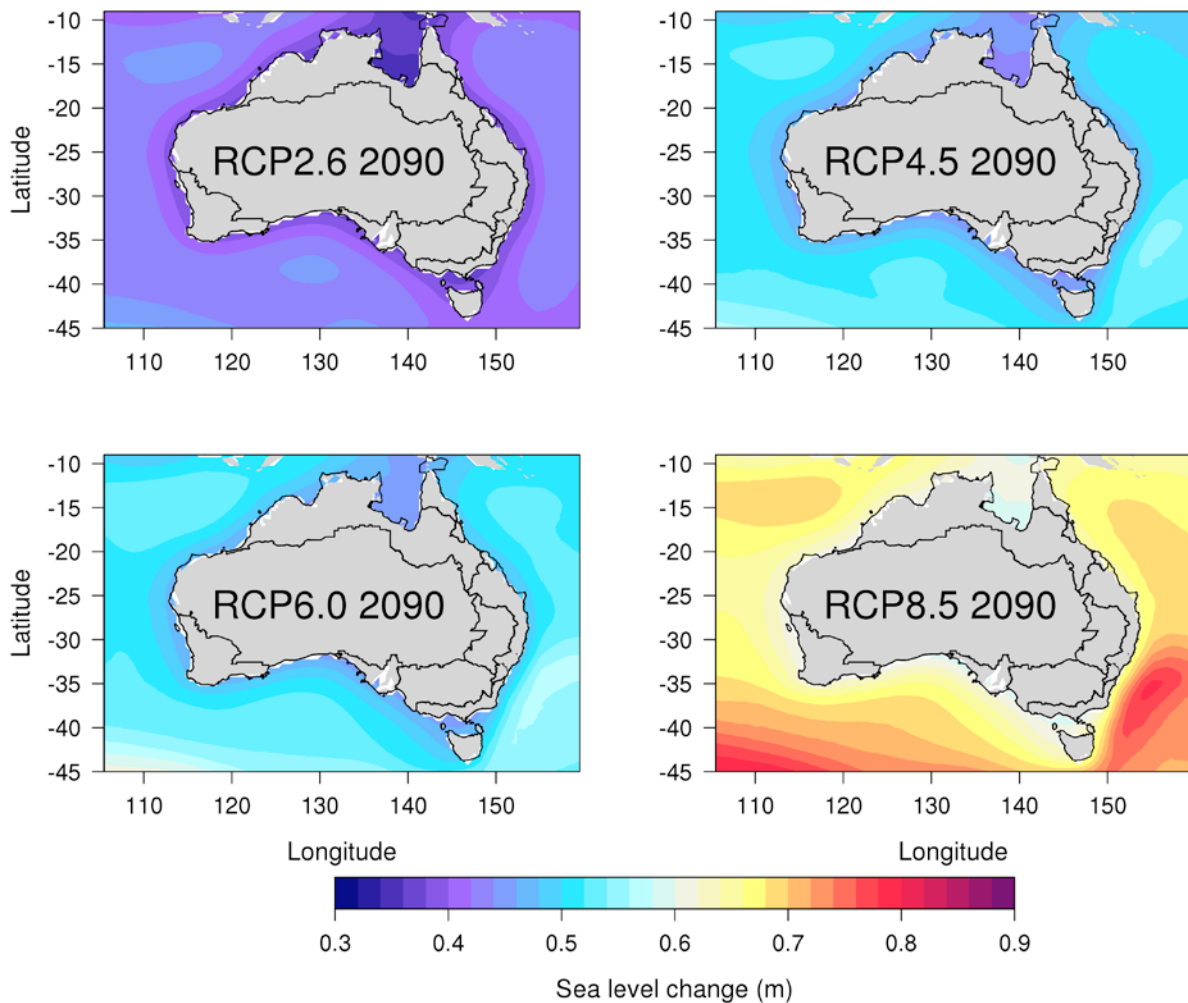 -10
-15
-20
-25
-30
-35
-40
-45
Latitude
RCP2.6 2090
110 120 130 140 150
-10
-15
-20
-25
-30
-35
-40
-45
RCP4.5 2090
110 120 130 140 150
-10
-15
-20
-25
-30
-35
-40
-45
Latitude
RCP6.0 2090
110 120 130 140 150
Longitude
-10
-15
-20
-25
-30
-35
-40
-45
RCP8.5 2090
110 120 130 140 150
Longitude
0.3 0.4 0.5 0.6 0.7 0.8 0.9
Sea level change (m)